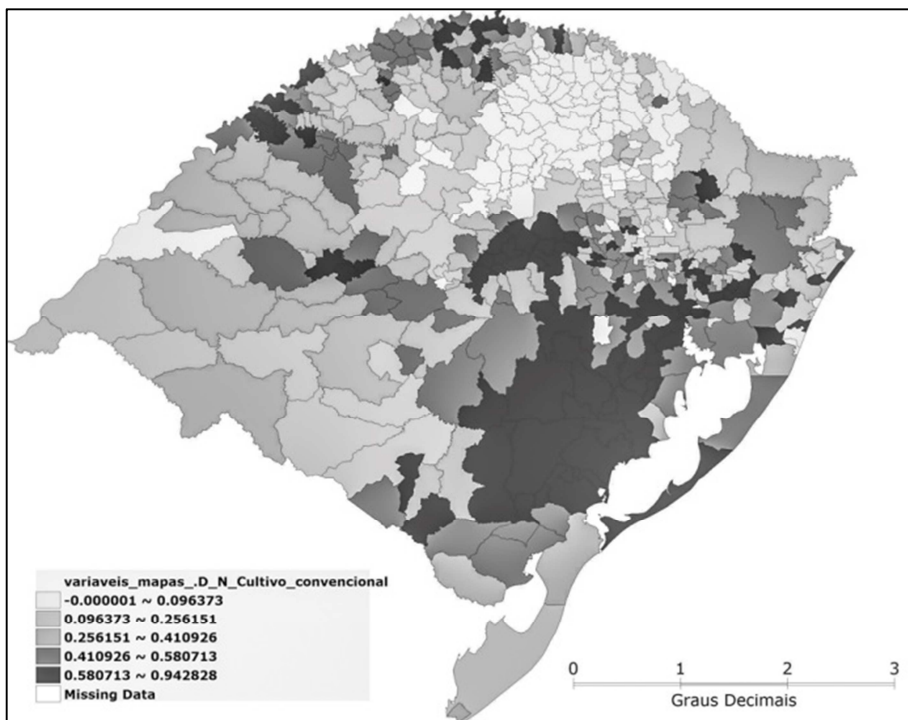 variaveis_mapas_.D_N_Cultivo_convencional
-0.000001 ~ 0.096373
0.096373 ~ 0.256151
0.256151 ~ 0.410926
0.410926 ~ 0.580713
0.580713 ~ 0.942828
Missing Data
0 1 2 3
Graus Decimais